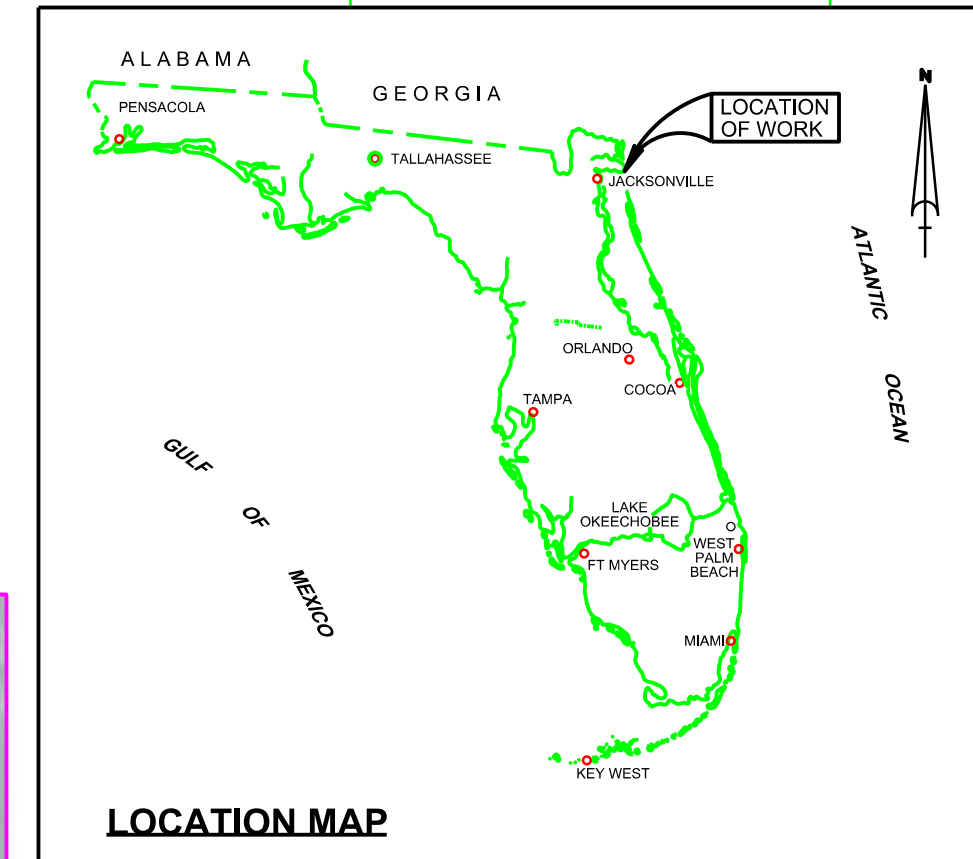 ALABAMA
GEORGIA
N
LOCATION
OF WORK
PENSACOLA
TALLAHASSEE
JACKSONVILLE
ATLANTIC
OCEAN
ORLANDO
COCOA
TAMPA
GULF
OF
MEXICO
LAKE
OKEECHOBEE
WEST
PALM
BEACH
FT MYERS
MIAMI
KEY WEST
LOCATION MAP